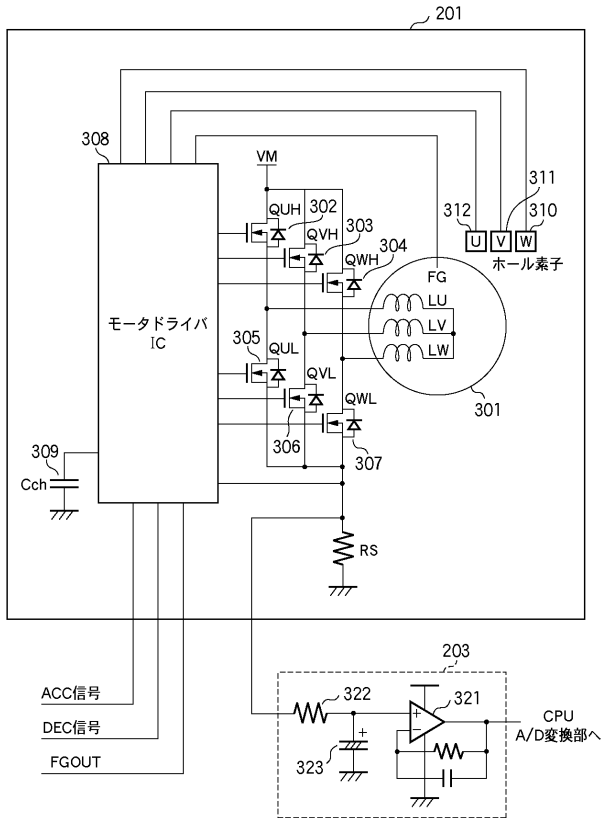 201
308
VM
QUH
302
QVH
303
QWH
304
312
311
310
U
V
W
ホール素子
FG
LU
LV
LW
301
モータドライバ
IC
305
QUL
QVL
306
QWL
307
309
Cch
RS
ACC信号
DEC信号
FGOUT
203
322
321
+
−
+
323
CPU
A/D変換部へ